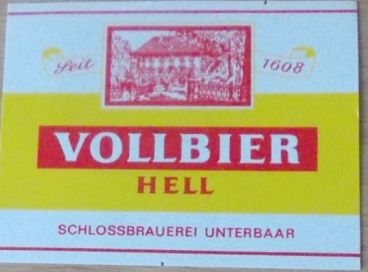 Seit 1608
VOLLBIER
HELL
SCHLOSSBRAUEREI UNTERBAAR